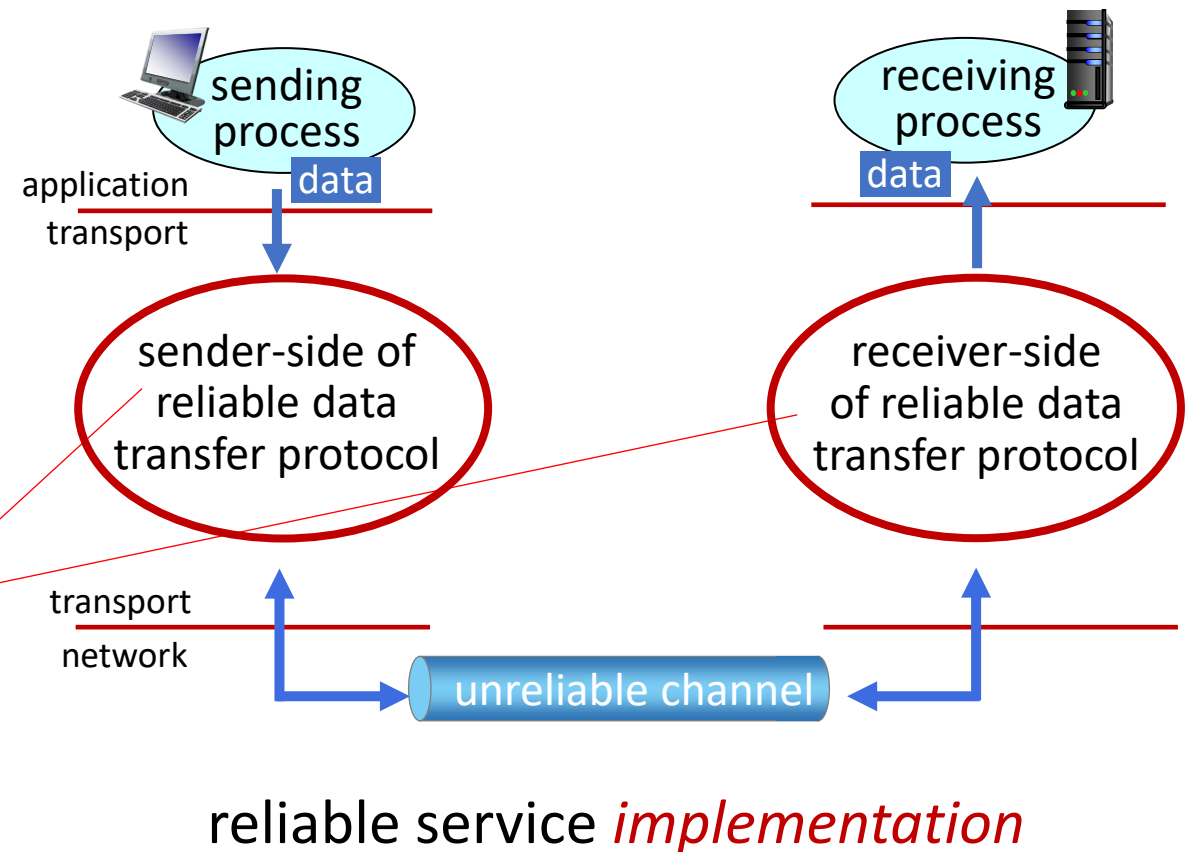 sending
process
data
receiving
process
data
application
transport
sender-side of
reliable data
transfer protocol
receiver-side
of reliable data
transfer protocol
transport
network
unreliable channel
reliable service implementation